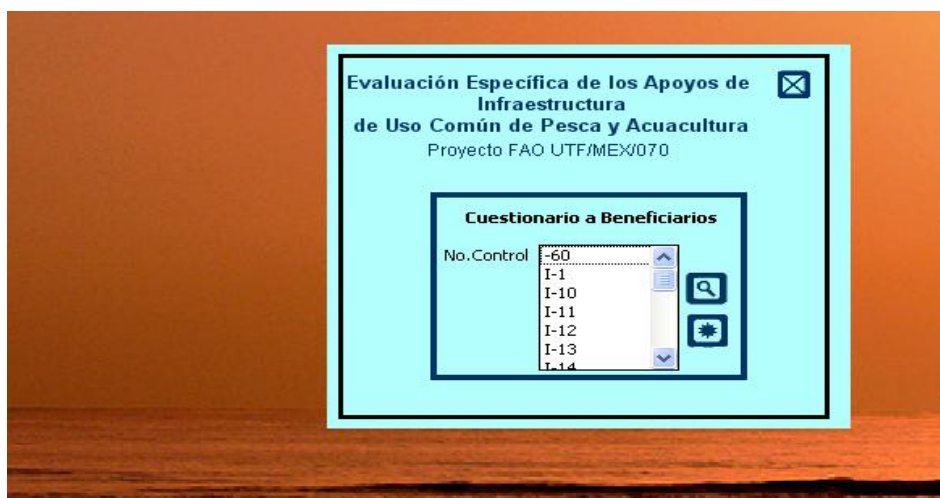 Evaluación Específica de los Apoyos de
Infraestructura
de Uso Común de Pesca y Acuacultura
Proyecto FAO UTF/MEX/070
Cuestionario a Beneficiarios
No.Control
-60
I-1
I-10
I-11
I-12
I-13
I-14